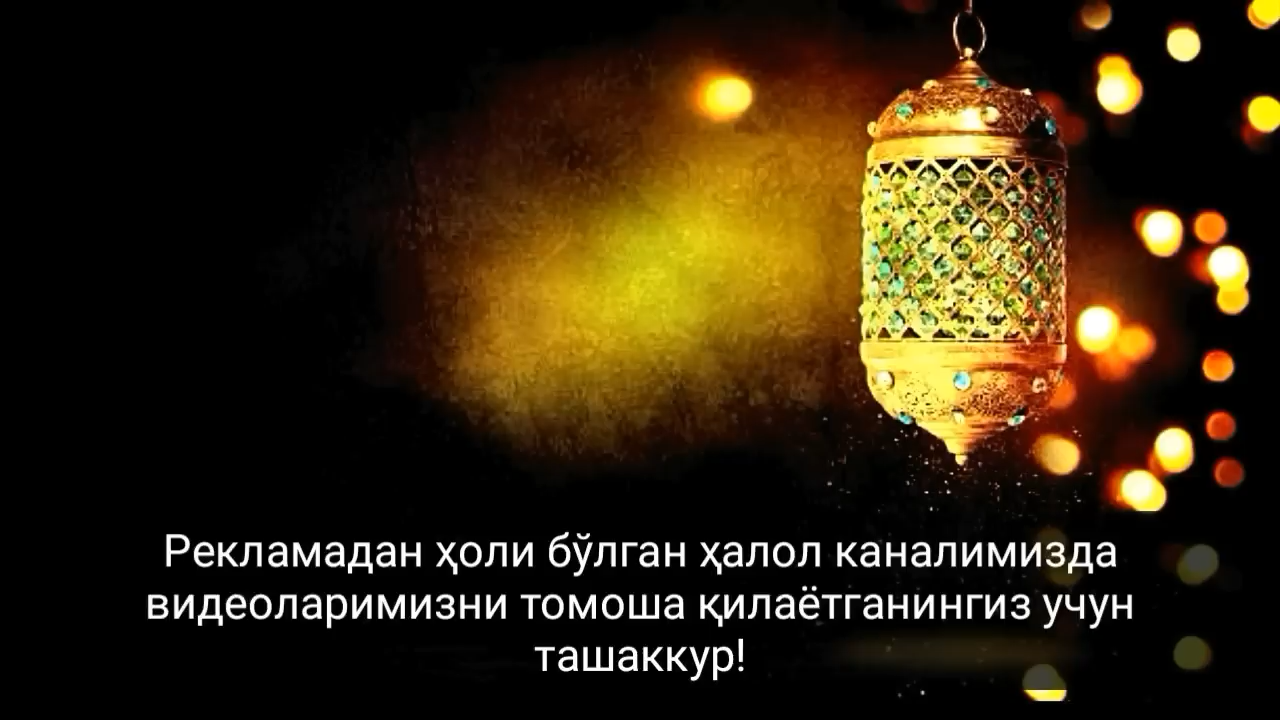 Рекламадан ҳоли бўлган ҳалол каналимизда
видеоларимизни томоша қилаётганингиз учун
ташаккур!